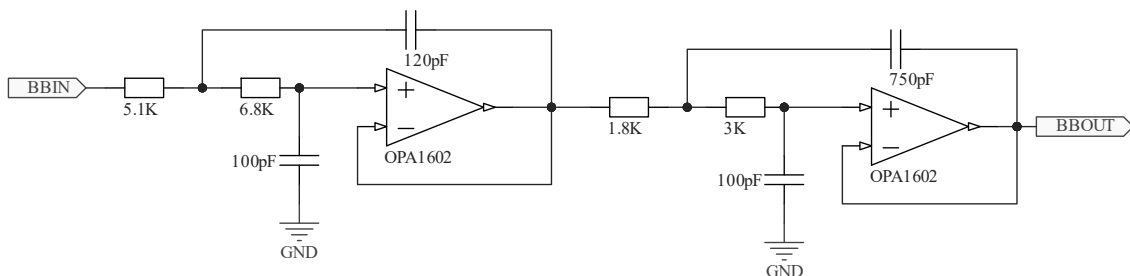 120pF
750pF
BBIN
5.1K
6.8K
+
−
OPA1602
100pF
GND
1.8K
3K
+
−
OPA1602
100pF
GND
BBOUT